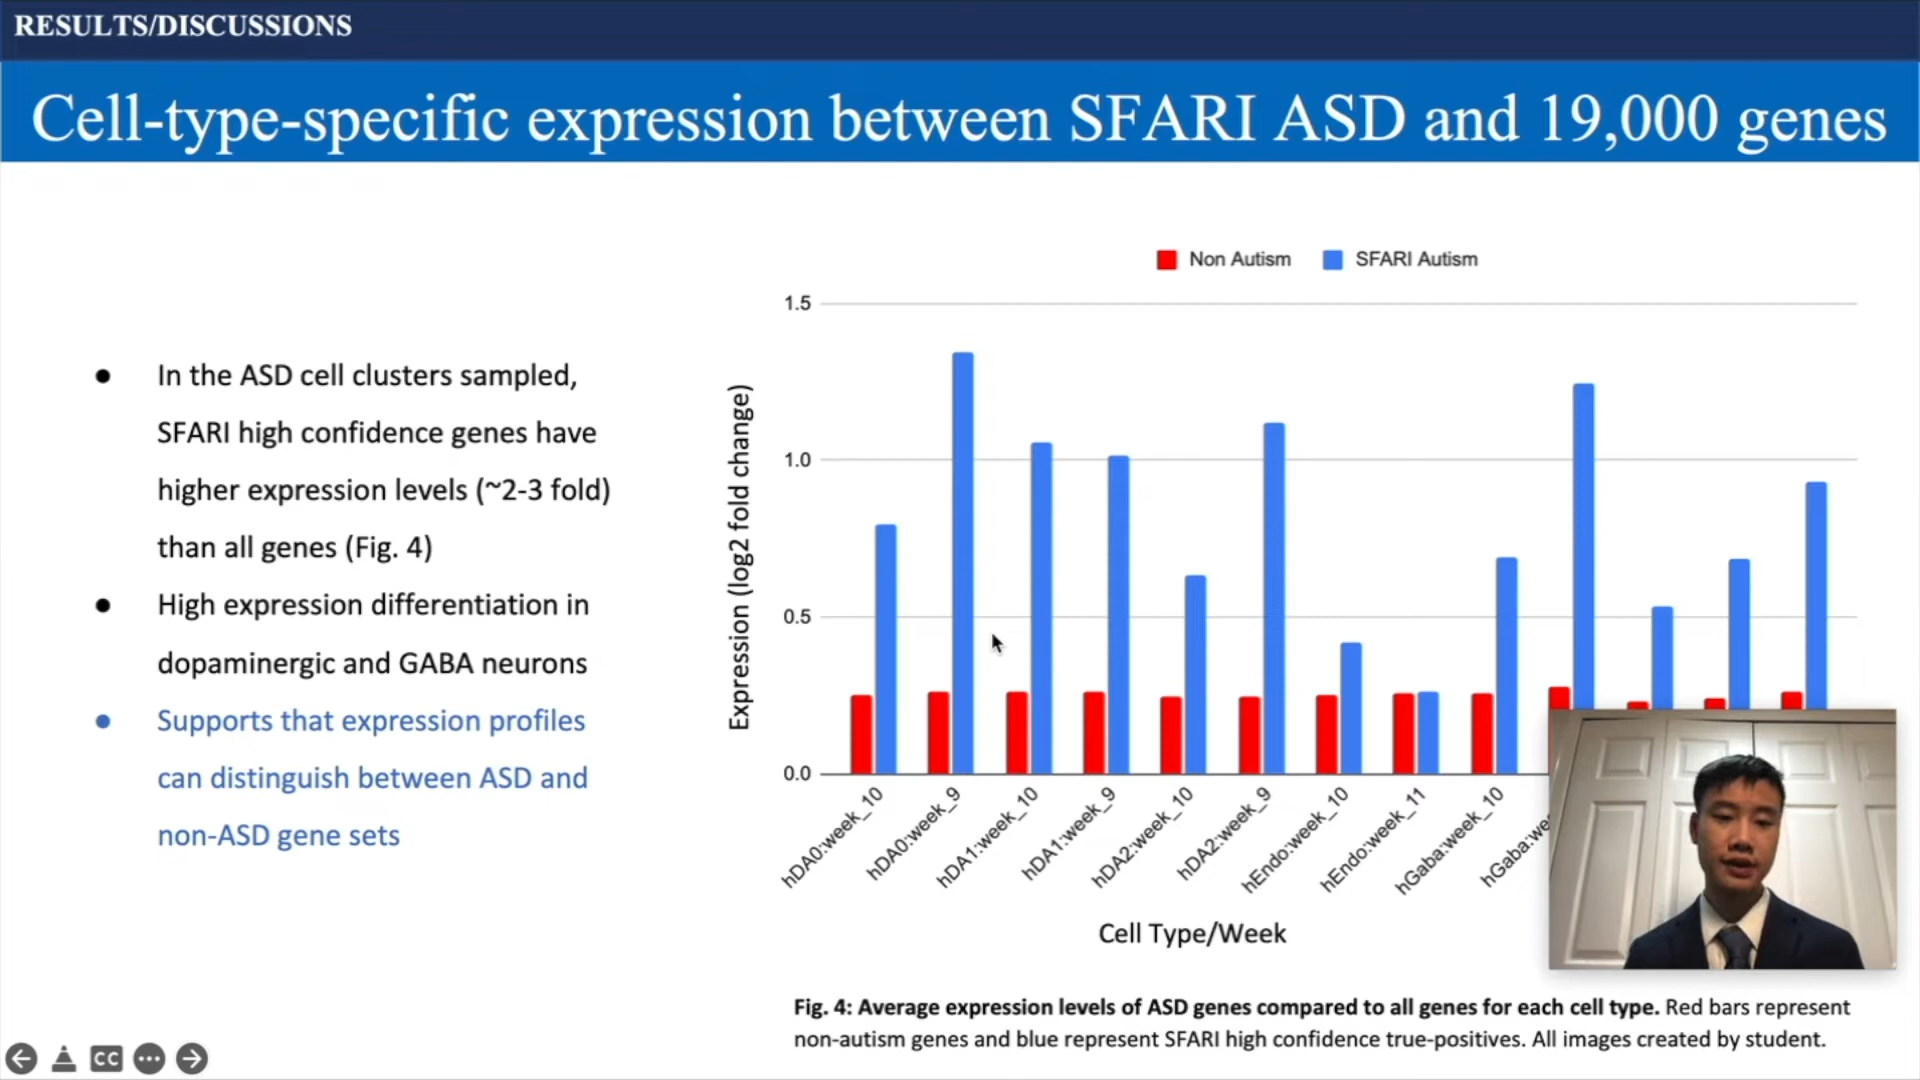 RESULTS/DISCUSSIONS
Cell-type-specific expression between SFARI ASD and 19,000 genes
● In the ASD cell clusters sampled,
SFARI high confidence genes have
higher expression levels (~2-3 fold)
than all genes (Fig. 4)
● High expression differentiation in
dopaminergic and GABA neurons
● Supports that expression profiles
can distinguish between ASD and
non-ASD gene sets
Non Autism
SFARI Autism
Expression (log2 fold change)
1.5
1.0
0.5
0.0
hDA0:week_10
hDA0:week_9
hDA1:week_10
hDA1:week_9
hDA2:week_10
hDA2:week_9
hEndo:week_10
hEndo:week_11
hGaba:week_10
hGaba:we
Cell Type/Week
Fig. 4: Average expression levels of ASD genes compared to all genes for each cell type. Red bars represent
non-autism genes and blue represent SFARI high confidence true-positives. All images created by student.
CC